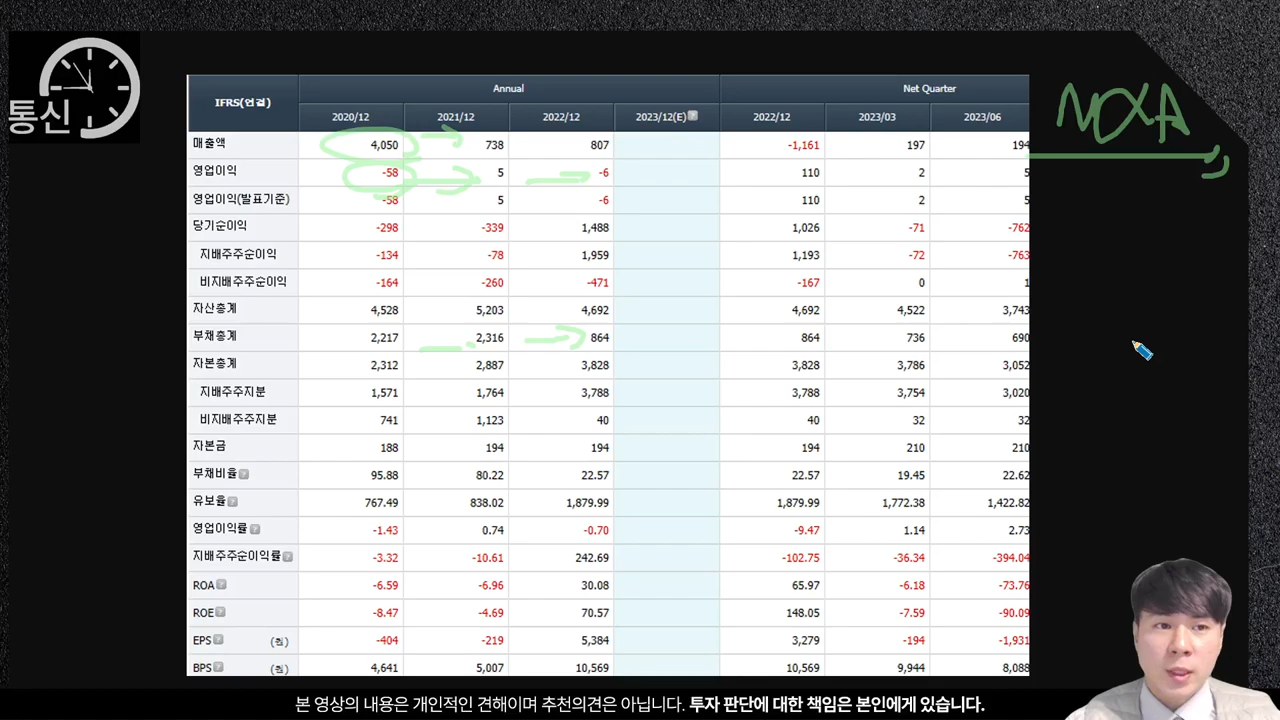 통신
M&A
IFRS(연결) Annual Net Quarter
2020/12 2021/12 2022/12 2023/12(E) 2022/12 2023/03 2023/06
매출액 4,050 738 807 -1,161 197 194
영업이익 -58 5 -6 110 2 5
영업이익(발표기준) -58 5 -6 110 2 5
당기순이익 -298 -339 1,488 1,026 -71 -762
지배주주순이익 -134 -78 1,959 1,193 -72 -763
비지배주주순이익 -164 -260 -471 -167 0 1
자산총계 4,528 5,203 4,692 4,692 4,522 3,743
부채총계 2,217 2,316 864 864 736 690
자본총계 2,312 2,887 3,828 3,828 3,786 3,052
지배주주지분 1,571 1,764 3,788 3,788 3,754 3,020
비지배주주지분 741 1,123 40 40 32 32
자본금 188 194 194 194 210 210
부채비율 95.88 80.22 22.57 22.57 19.45 22.62
유보율 767.49 838.02 1,879.99 1,879.99 1,772.38 1,422.82
영업이익률 -1.43 0.74 -0.70 -9.47 1.14 2.73
지배주주순이익률 -3.32 -10.61 242.69 -102.75 -36.34 -394.04
ROA -6.59 -6.96 30.08 65.97 -6.18 -73.76
ROE -8.47 -4.69 70.57 148.05 -7.59 -90.09
EPS (원) -404 -219 5,384 3,279 -194 -1,931
BPS (원) 4,641 5,007 10,569 10,569 9,944 8,088
본 영상의 내용은 개인적인 견해이며 추천의견은 아닙니다. 투자 판단에 대한 책임은 본인에게 있습니다.